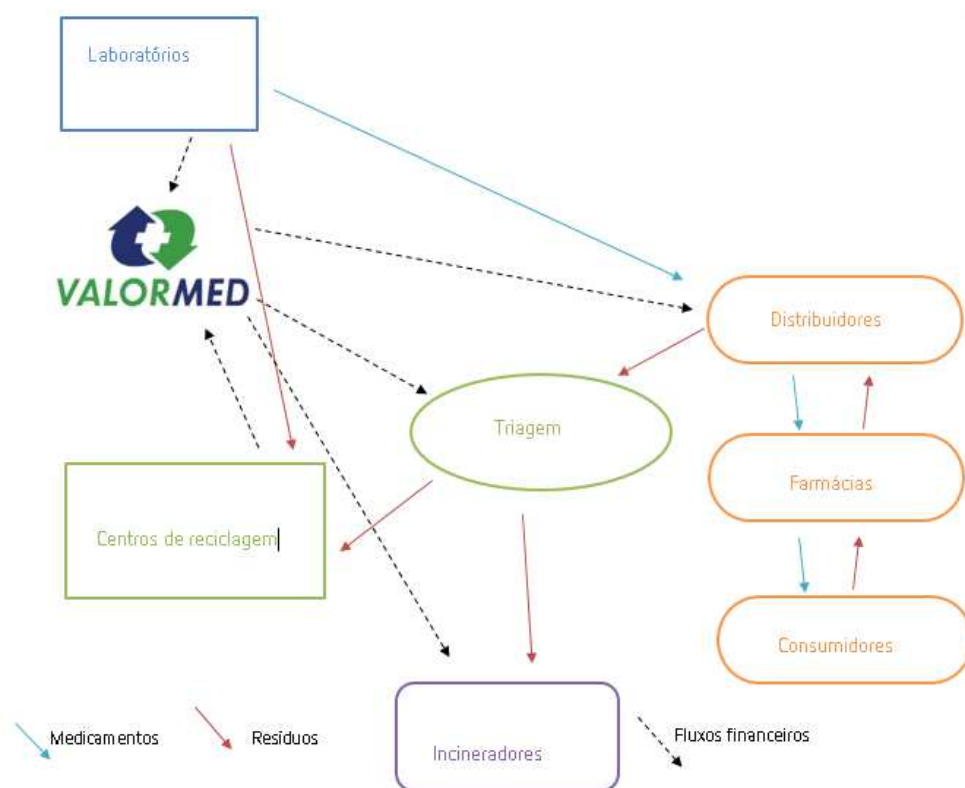 Laboratórios
VALORMED
Distribuidores
Triagem
Farmácias
Centros de reciclagem
Consumidores
Medicamentos
Resíduos
Fluxos financeiros
Incineradores